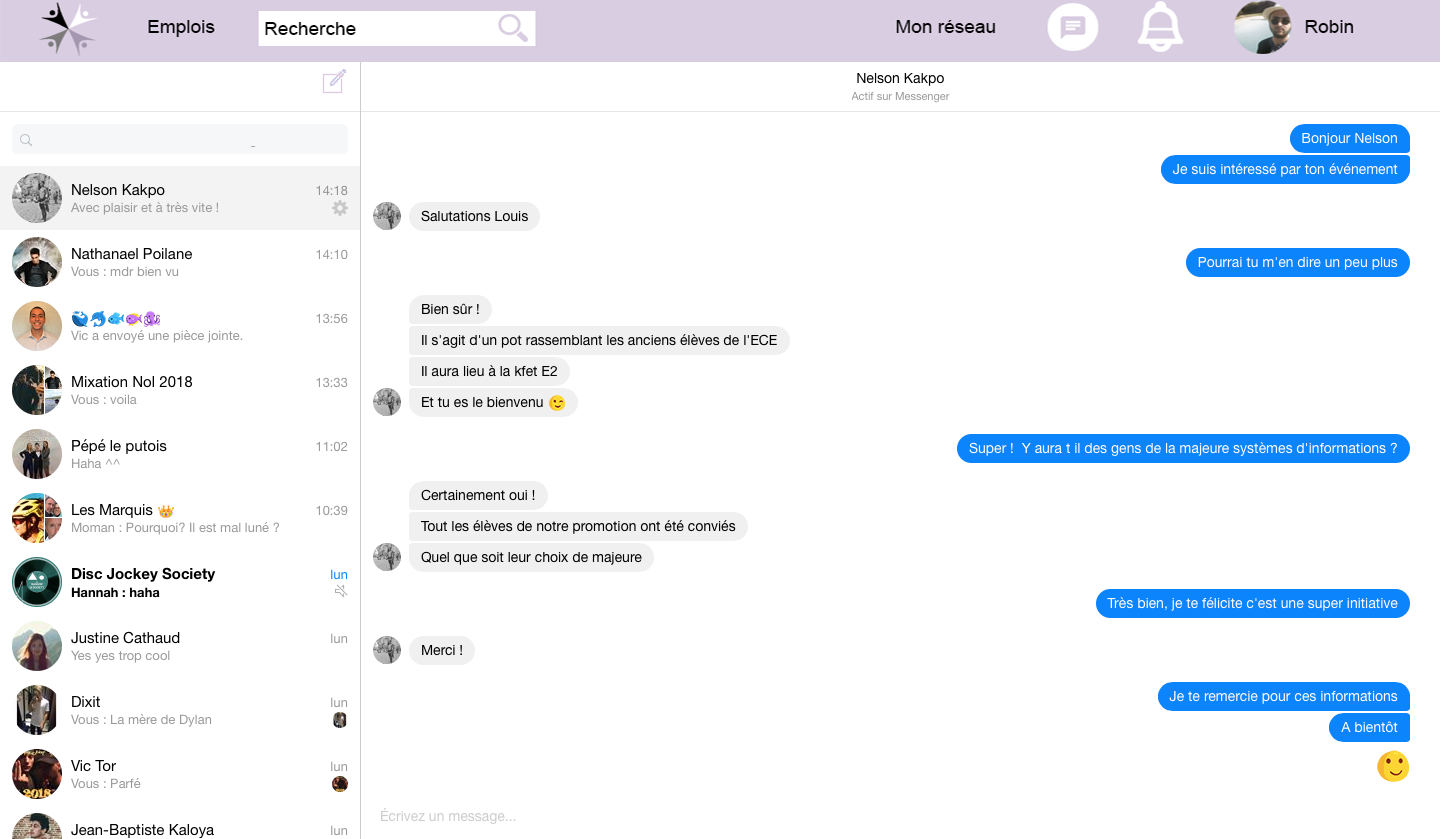 Emplois
Recherche
Mon réseau
Robin
Nelson Kakpo
Actif sur Messenger
Nelson Kakpo 14:18
Avec plaisir et à très vite !
Nathanael Poilane 14:10
Vous : mdr bien vu
🌊🐬🐟🐡🐙 13:56
Vic a envoyé une pièce jointe.
Mixation Nol 2018 13:33
Vous : voila
Pépé le putois 11:02
Haha ^^
Les Marquis 👑 10:39
Moman : Pourquoi? Il est mal luné ?
Disc Jockey Society lun
Hannah : haha
Justine Cathaud lun
Yes yes trop cool
Dixit lun
Vous : La mère de Dylan
Vic Tor lun
Vous : Parfé
2018
Jean-Baptiste Kaloya lun
Bonjour Nelson
Je suis intéressé par ton événement
Salutations Louis
Pourrai tu m'en dire un peu plus
Bien sûr !
Il s'agit d'un pot rassemblant les anciens élèves de l'ECE
Il aura lieu à la kfet E2
Et tu es le bienvenu 😉
Super ! Y aura t il des gens de la majeure systèmes d'informations ?
Certainement oui !
Tout les élèves de notre promotion ont été conviés
Quel que soit leur choix de majeure
Très bien, je te félicite c'est une super initiative
Merci !
Je te remercie pour ces informations
A bientôt
Écrivez un message...